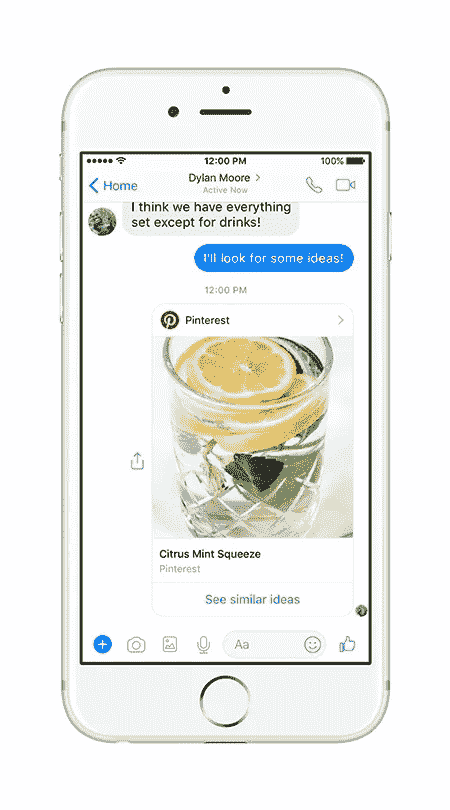 12:00 PM
100%
Home
Dylan Moore
Active Now
I think we have everything
set except for drinks!
I'll look for some ideas!
12:00 PM
Pinterest
Citrus Mint Squeeze
Pinterest
See similar ideas
Aa